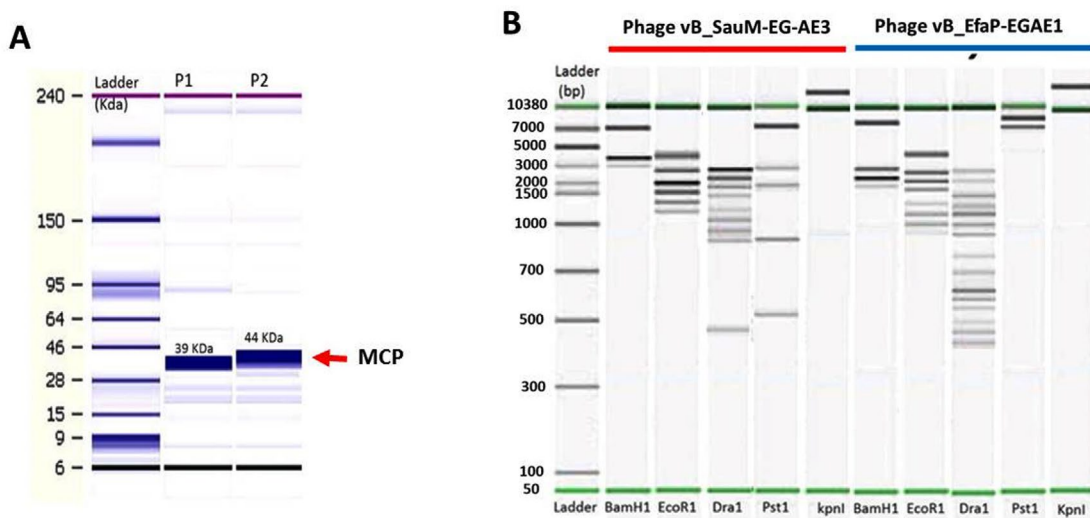 A
Ladder
(Kda)
P1
P2
240
150
95
64
46
28
15
9
6
39 KDa
44 KDa
MCP
B
Phage vB_SauM-EG-AE3
Phage vB_EfaP-EGAE1
Ladder
(bp)
10380
7000
5000
3000
2000
1500
1000
700
500
300
100
50
Ladder BamH1 EcoR1 Dra1 Pst1 kpnI BamH1 EcoR1 Dra1 Pst1 KpnI